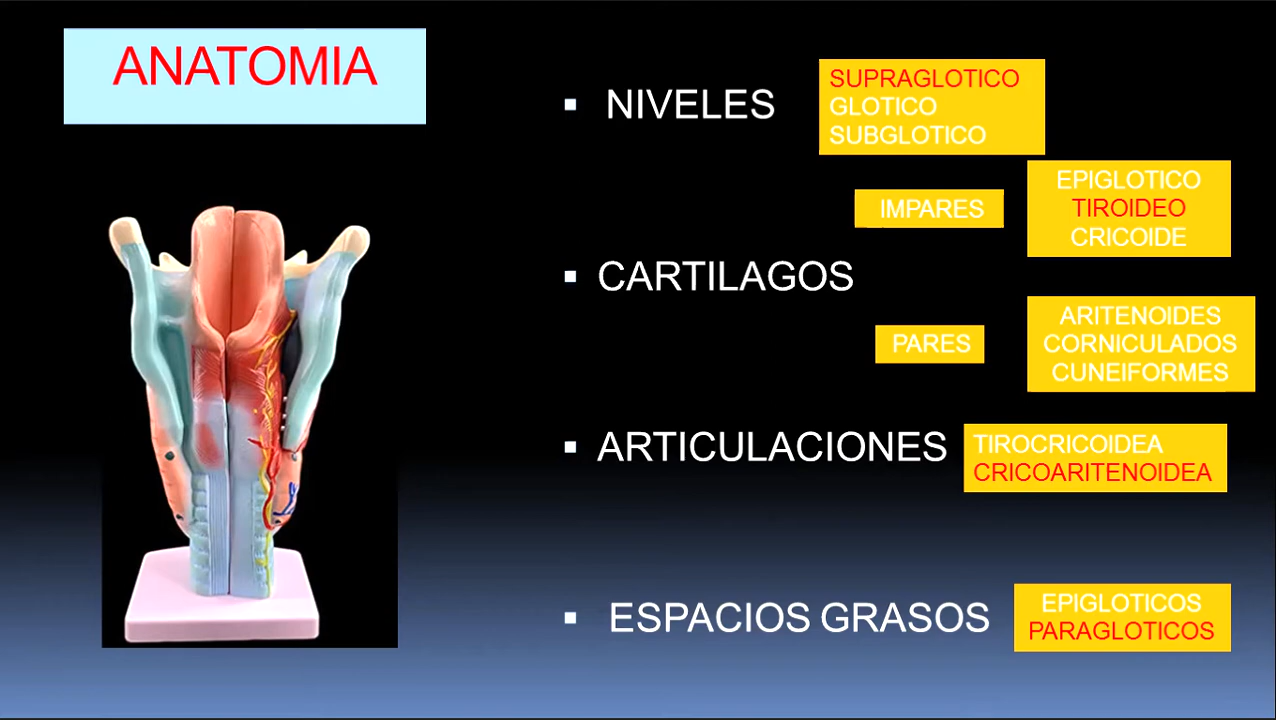 ANATOMIA
▪ NIVELES
SUPRAGLOTICO
GLOTICO
SUBGLOTICO
▪ CARTILAGOS
IMPARES
EPIGLOTICO
TIROIDEO
CRICOIDE
PARES
ARITENOIDES
CORNICULADOS
CUNEIFORMES
▪ ARTICULACIONES
TIROCRICOIDEA
CRICOARITENOIDEA
▪ ESPACIOS GRASOS
EPIGLOTICOS
PARAGLOTICOS